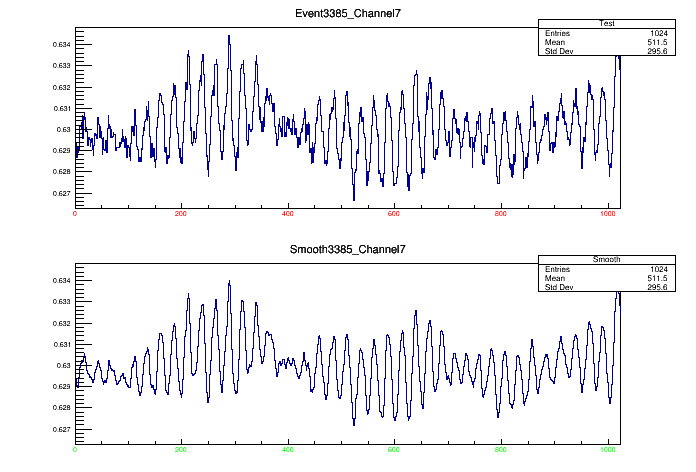 Event3385_Channel7
Test
Entries 1024
Mean 511.5
Std Dev 295.6
0.634
0.633
0.632
0.631
0.63
0.629
0.628
0.627
0 200 400 600 800 1000
Smooth3385_Channel7
Smooth
Entries 1024
Mean 511.5
Std Dev 295.6
0.634
0.633
0.632
0.631
0.63
0.629
0.628
0.627
0 200 400 600 800 1000